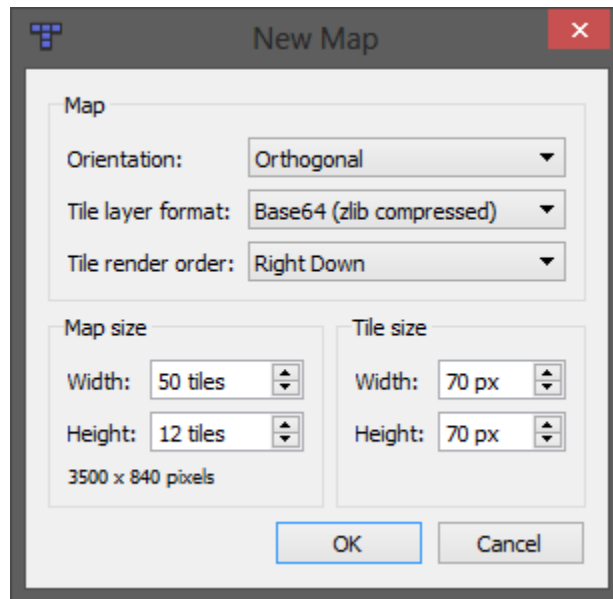 New Map
Map
Orientation: Orthogonal
Tile layer format: Base64 (zlib compressed)
Tile render order: Right Down
Map size
Width: 50 tiles
Height: 12 tiles
3500 x 840 pixels
Tile size
Width: 70 px
Height: 70 px
OK
Cancel